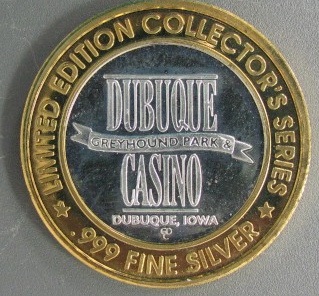 LIMITED EDITION COLLECTOR'S SERIES
DUBUQUE
GREYHOUND PARK &
CASINO
DUBUQUE, IOWA
.999 FINE SILVER